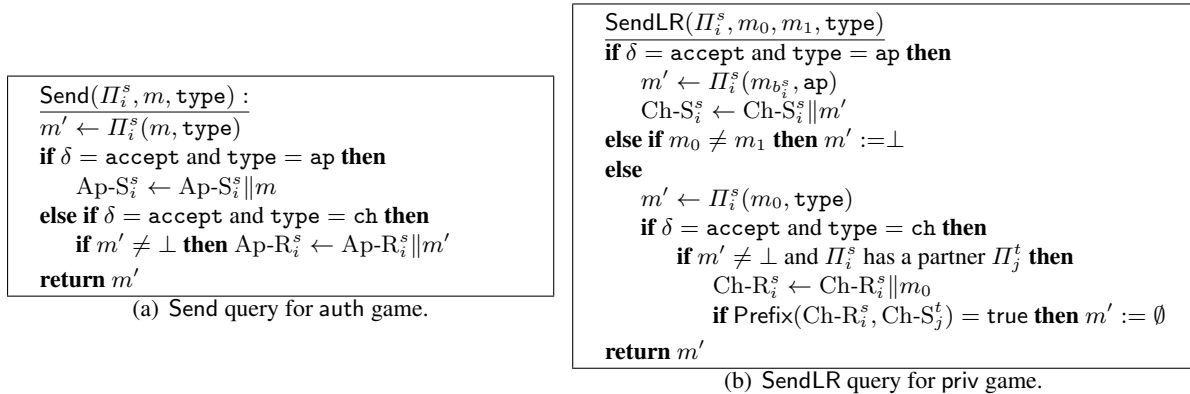 Send(Π_i^s, m, type) :
m′ ← Π_i^s(m, type)
if δ = accept and type = ap then
Ap-S_i^s ← Ap-S_i^s‖m
else if δ = accept and type = ch then
if m′ ≠ ⊥ then Ap-R_i^s ← Ap-R_i^s‖m′
return m′
(a) Send query for auth game.
SendLR(Π_i^s, m_0, m_1, type)
if δ = accept and type = ap then
m′ ← Π_i^s(m_{b_i^s}, ap)
Ch-S_i^s ← Ch-S_i^s‖m′
else if m_0 ≠ m_1 then m′ :=⊥
else
m′ ← Π_i^s(m_0, type)
if δ = accept and type = ch then
if m′ ≠ ⊥ and Π_i^s has a partner Π_j^t then
Ch-R_i^s ← Ch-R_i^s‖m_0
if Prefix(Ch-R_i^s, Ch-S_j^t) = true then m′ := ∅
return m′
(b) SendLR query for priv game.